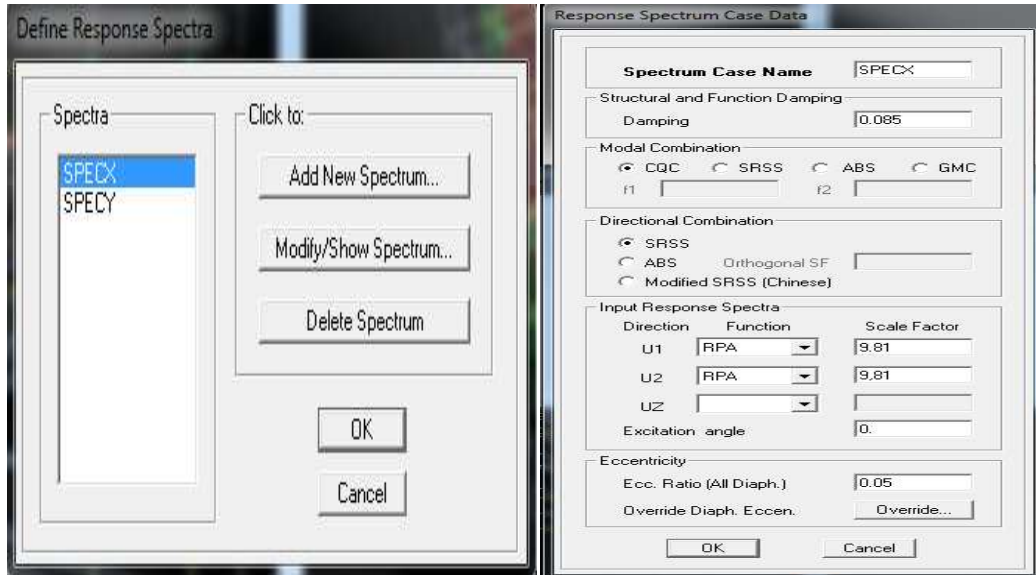 Define Response Spectra
Spectra
SPECX
SPECY
Click to:
Add New Spectrum...
Modify/Show Spectrum...
Delete Spectrum
OK
Cancel
Response Spectrum Case Data
Spectrum Case Name SPECX
Structural and Function Damping
Damping 0.085
Modal Combination
CQC SRSS ABS GMC
f1 f2
Directional Combination
SRSS
ABS Orthogonal SF
Modified SRSS (Chinese)
Input Response Spectra
Direction Function Scale Factor
U1 RPA 9.81
U2 RPA 9,81
UZ
Excitation angle 0.
Eccentricity
Ecc. Ratio (All Diaph.) 0.05
Override Diaph. Eccen. Override...
OK Cancel